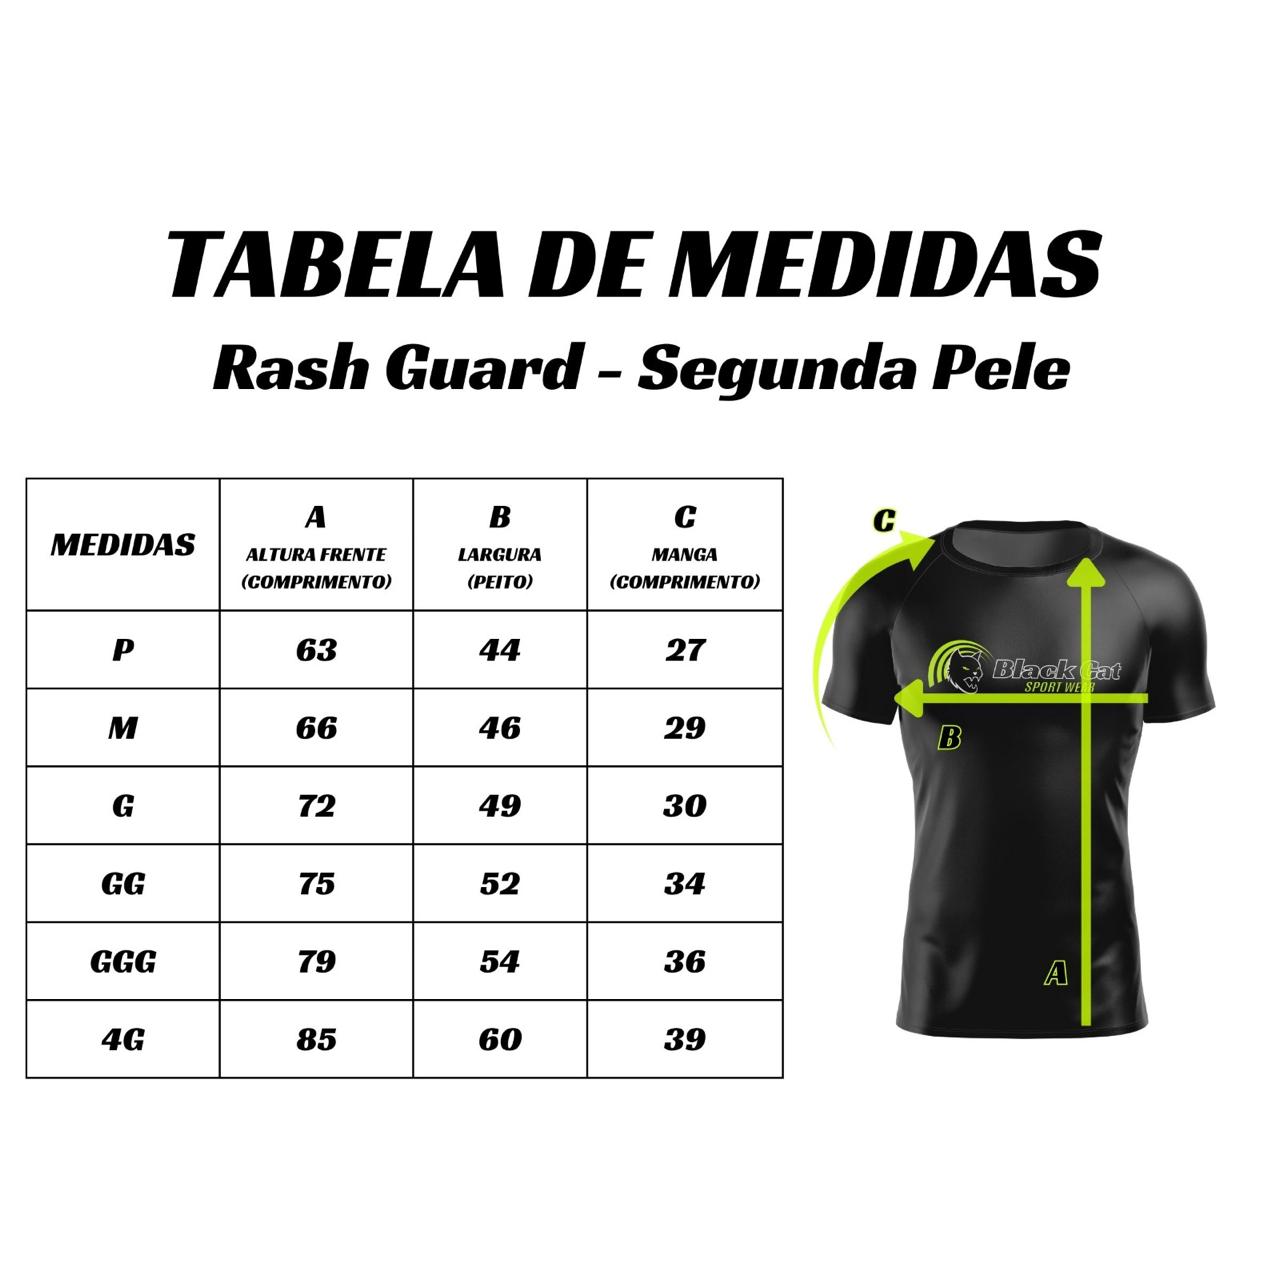 TABELA DE MEDIDAS
Rash Guard - Segunda Pele
MEDIDAS
A
ALTURA FRENTE
(COMPRIMENTO)
B
LARGURA
(PEITO)
C
MANGA
(COMPRIMENTO)
P 63 44 27
M 66 46 29
G 72 49 30
GG 75 52 34
GGG 79 54 36
4G 85 60 39
C
Black Cat
SPORT WEAR
B
A